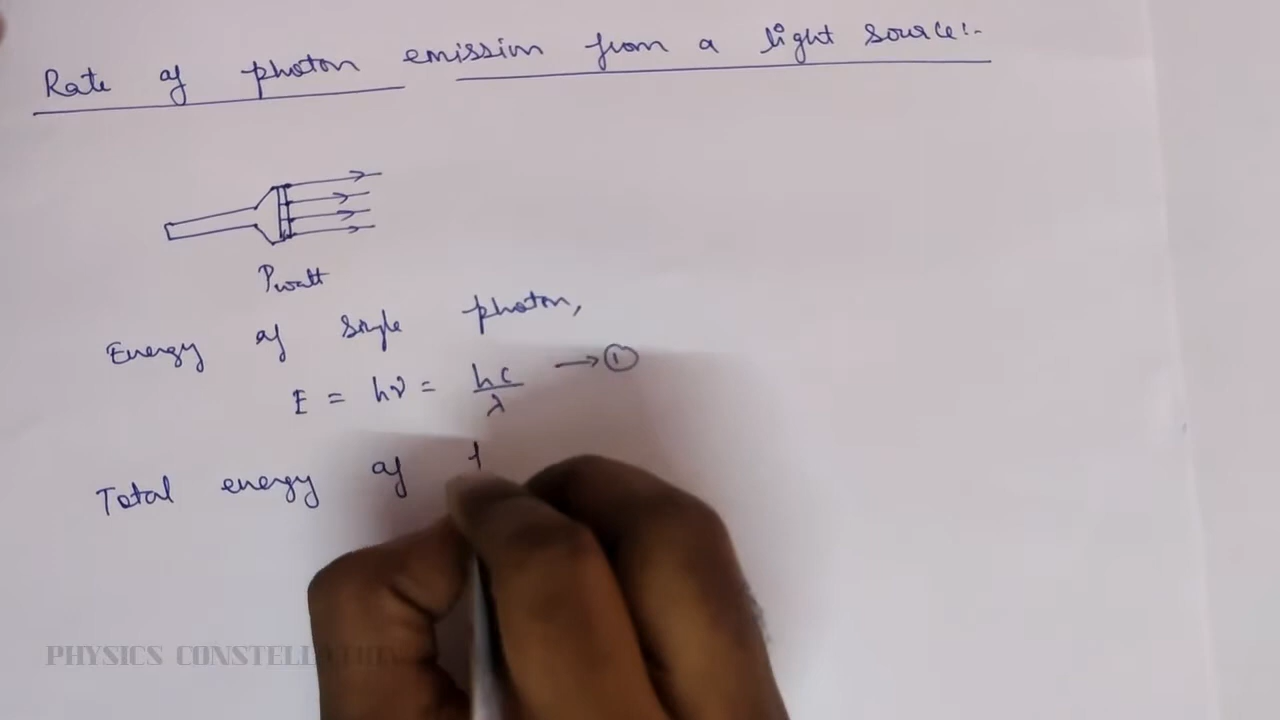 Rate of photon emission from a light source:-
P watt
Energy of single photon,
E = hν = hc/λ → ①
Total energy of
PHYSICS CONSTELLATION